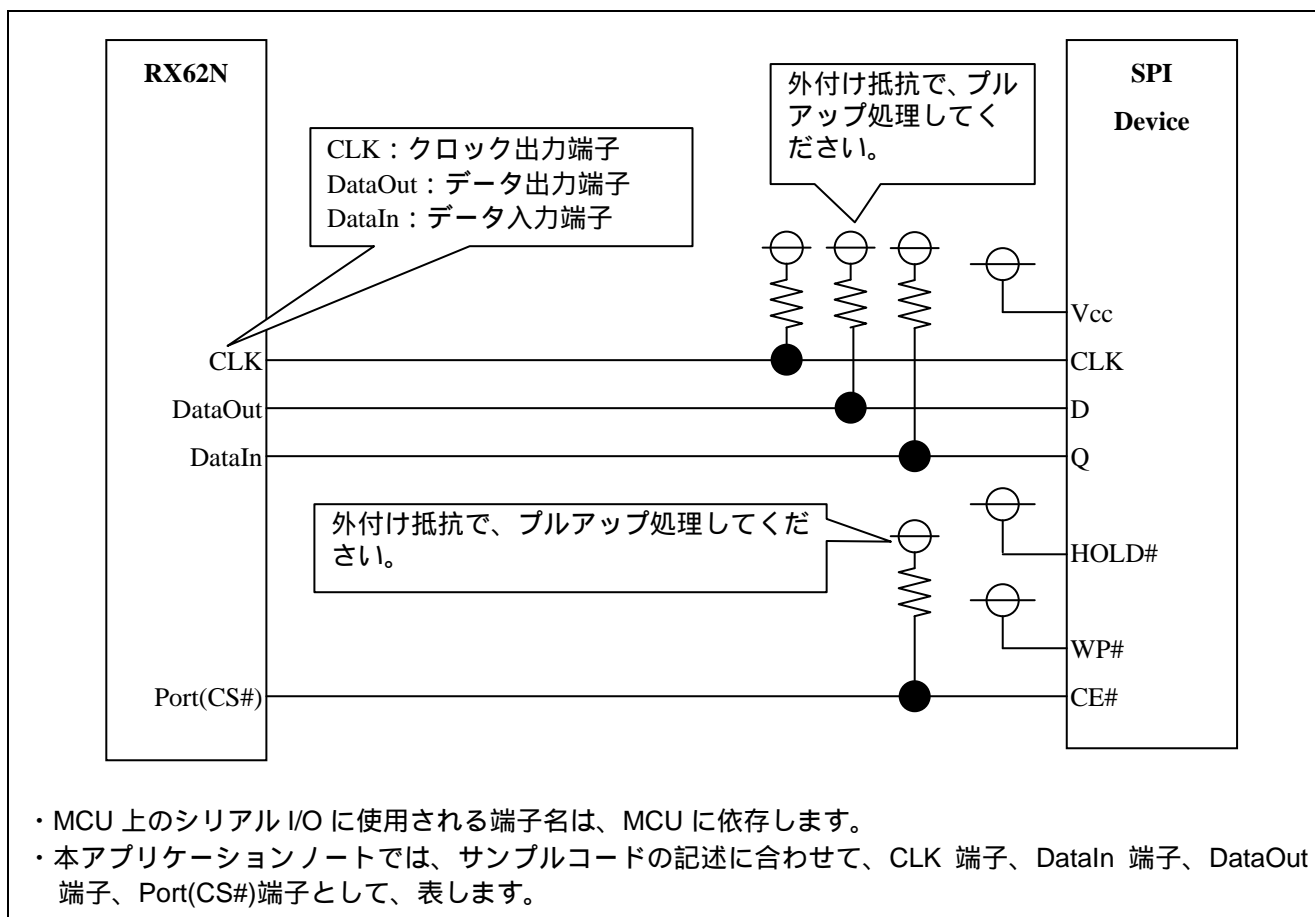 RX62N
SPI
Device
外付け抵抗で、プル
アップ処理してく
ださい。
CLK：クロック出力端子
DataOut：データ出力端子
DataIn：データ入力端子
Vcc
CLK
CLK
DataOut
D
DataIn
Q
外付け抵抗で、プルアップ処理してくだ
さい。
HOLD#
WP#
Port(CS#)
CE#
・MCU 上のシリアル I/O に使用される端子名は、MCU に依存します。
・本アプリケーションノートでは、サンプルコードの記述に合わせて、CLK 端子、DataIn 端子、DataOut
端子、Port(CS#)端子として、表します。